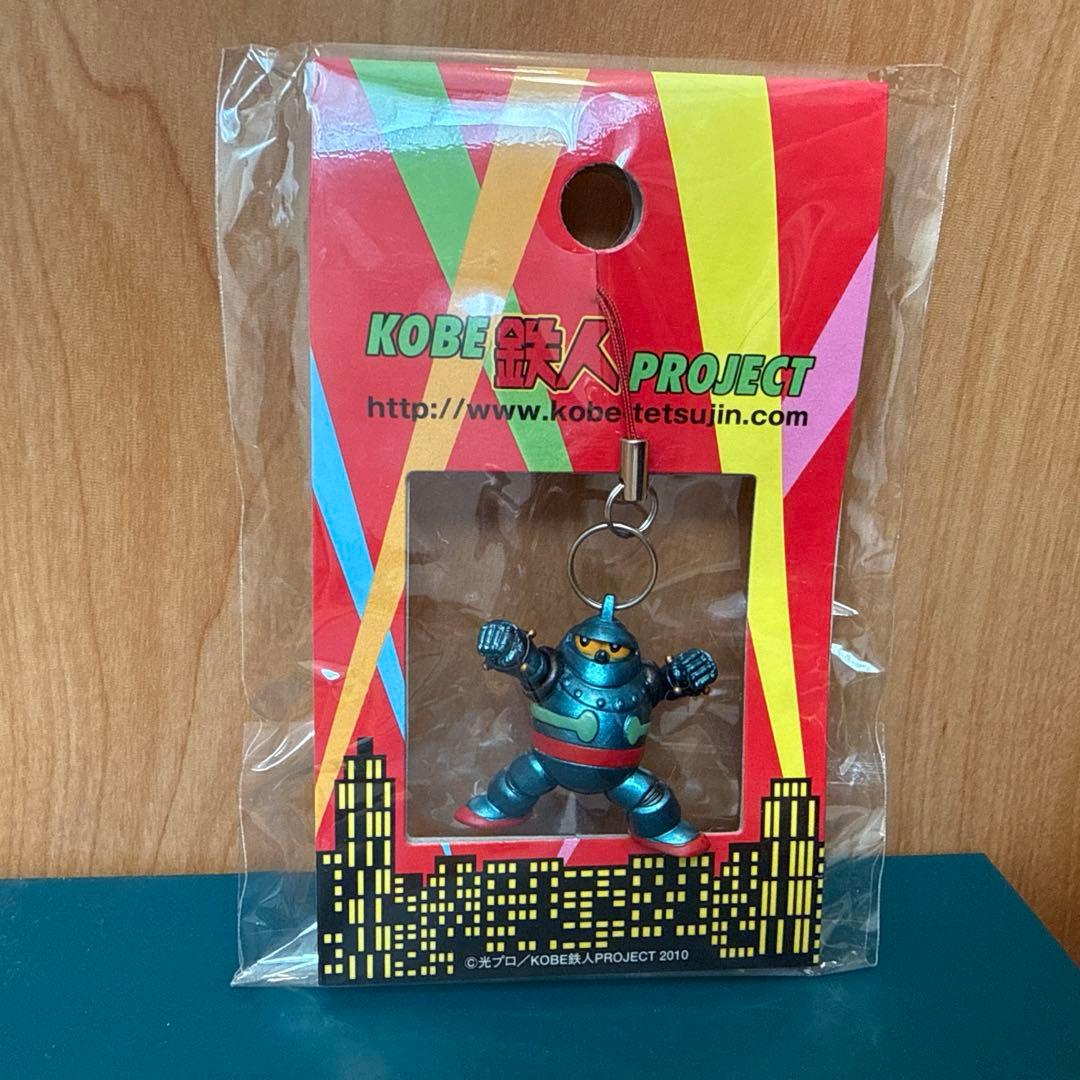 KOBE鉄人PROJECT
http://www.kobe-tetsujin.com
©光プロ／KOBE鉄人PROJECT 2010